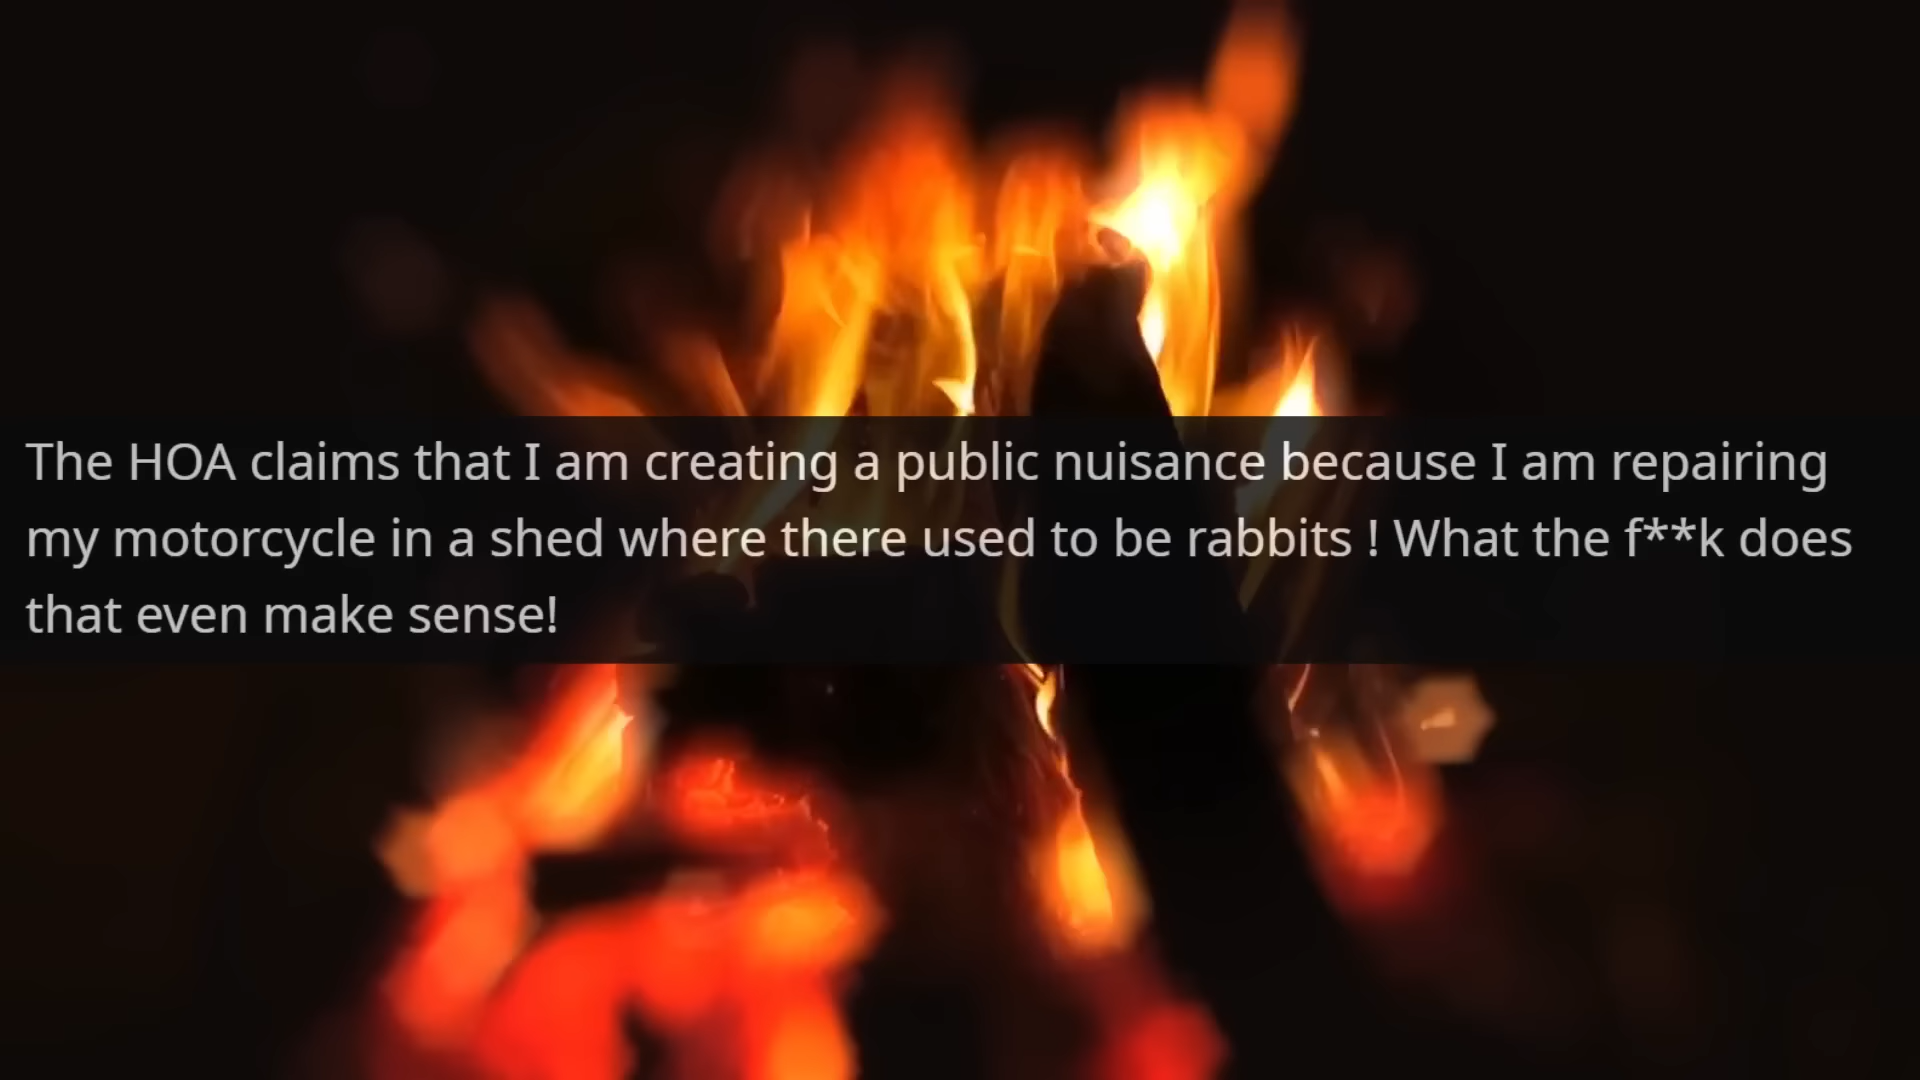 The HOA claims that I am creating a public nuisance because I am repairing
my motorcycle in a shed where there used to be rabbits ! What the f**k does
that even make sense!